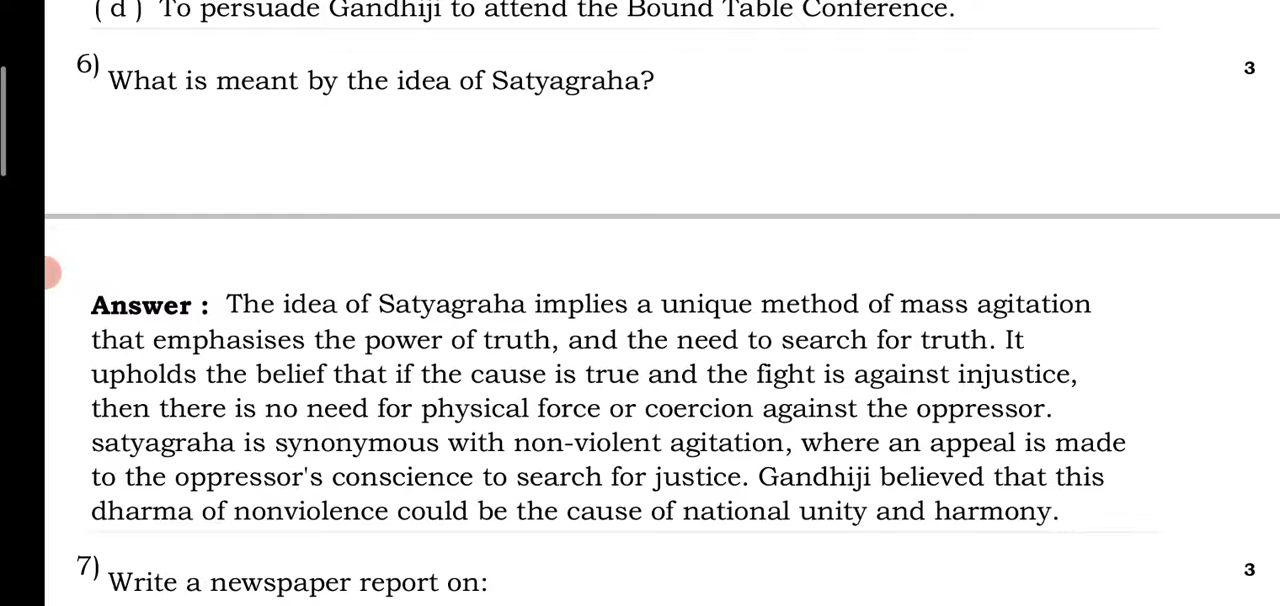 ( d ) To persuade Gandhiji to attend the Bound Table Conference.
6) What is meant by the idea of Satyagraha? 3
Answer : The idea of Satyagraha implies a unique method of mass agitation
that emphasises the power of truth, and the need to search for truth. It
upholds the belief that if the cause is true and the fight is against injustice,
then there is no need for physical force or coercion against the oppressor.
satyagraha is synonymous with non-violent agitation, where an appeal is made
to the oppressor's conscience to search for justice. Gandhiji believed that this
dharma of nonviolence could be the cause of national unity and harmony.
7) Write a newspaper report on: 3